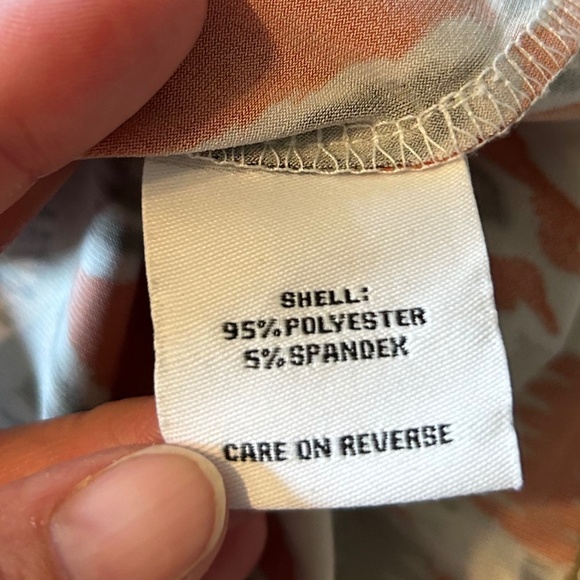 SHELL:
95% POLYESTER
5% SPANDEX
CARE ON REVERSE